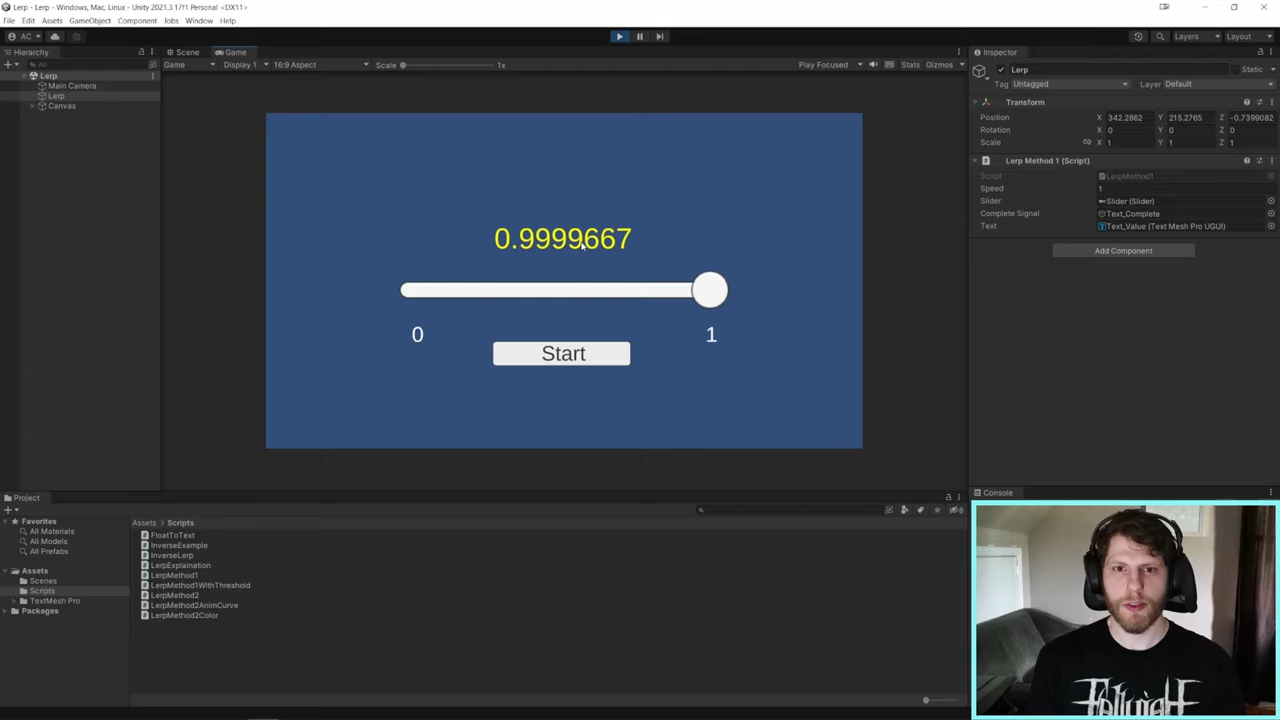 Lerp - Lerp - Windows, Mac, Linux - Unity 2021.3.17f1 Personal <DX11>
File Edit Assets GameObject Component Jobs Window Help
AC
Layers Layout
Hierarchy
All
Lerp
Main Camera
Lerp
Canvas
Scene Game
Game Display 1 16:9 Aspect Scale 1x Play Focused Stats Gizmos
0.9999667
0 1
Start
Inspector
Lerp Static
Tag Untagged Layer Default
Transform
Position X 342.2862 Y 215.2765 Z -0.7399082
Rotation X 0 Y 0 Z 0
Scale X 1 Y 1 Z 1
Lerp Method 1 (Script)
Script LerpMethod1
Speed 1
Slider Slider (Slider)
Complete Signal Text_Complete
Text Text_Value (Text Mesh Pro UGUI)
Add Component
Project
Favorites
All Materials
All Models
All Prefabs
Assets
Scenes
Scripts
TextMesh Pro
Packages
Assets > Scripts
8
FloatToText
InverseExample
InverseLerp
LerpExplaination
LerpMethod1
LerpMethod1WithThreshold
LerpMethod2
LerpMethod2AnimCurve
LerpMethod2Color
Console